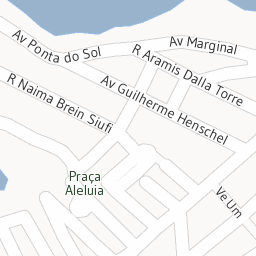 Av Ponta do Sol
Av Marginal
R Aramis Dalla Torre
Av Guilherme Henschel
R Naima Brein Siufi
Praça
Aleluia
Ve Um